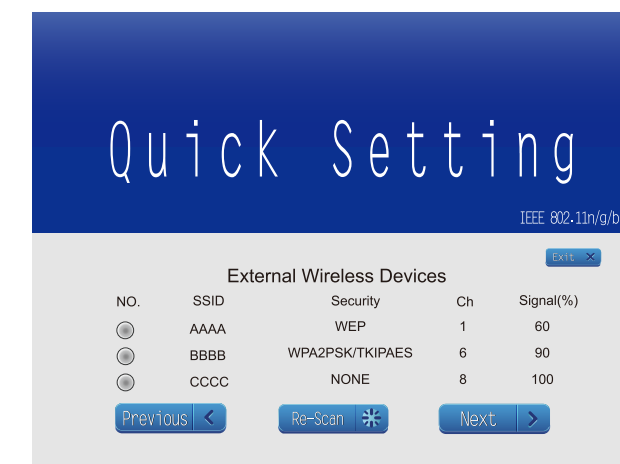 Quick Setting
IEEE 802.11n/g/b
Exit ×
External Wireless Devices
NO. SSID Security Ch Signal(%)
AAAA WEP 1 60
BBBB WPA2PSK/TKIPAES 6 90
CCCC NONE 8 100
Previous < Re-Scan Next >